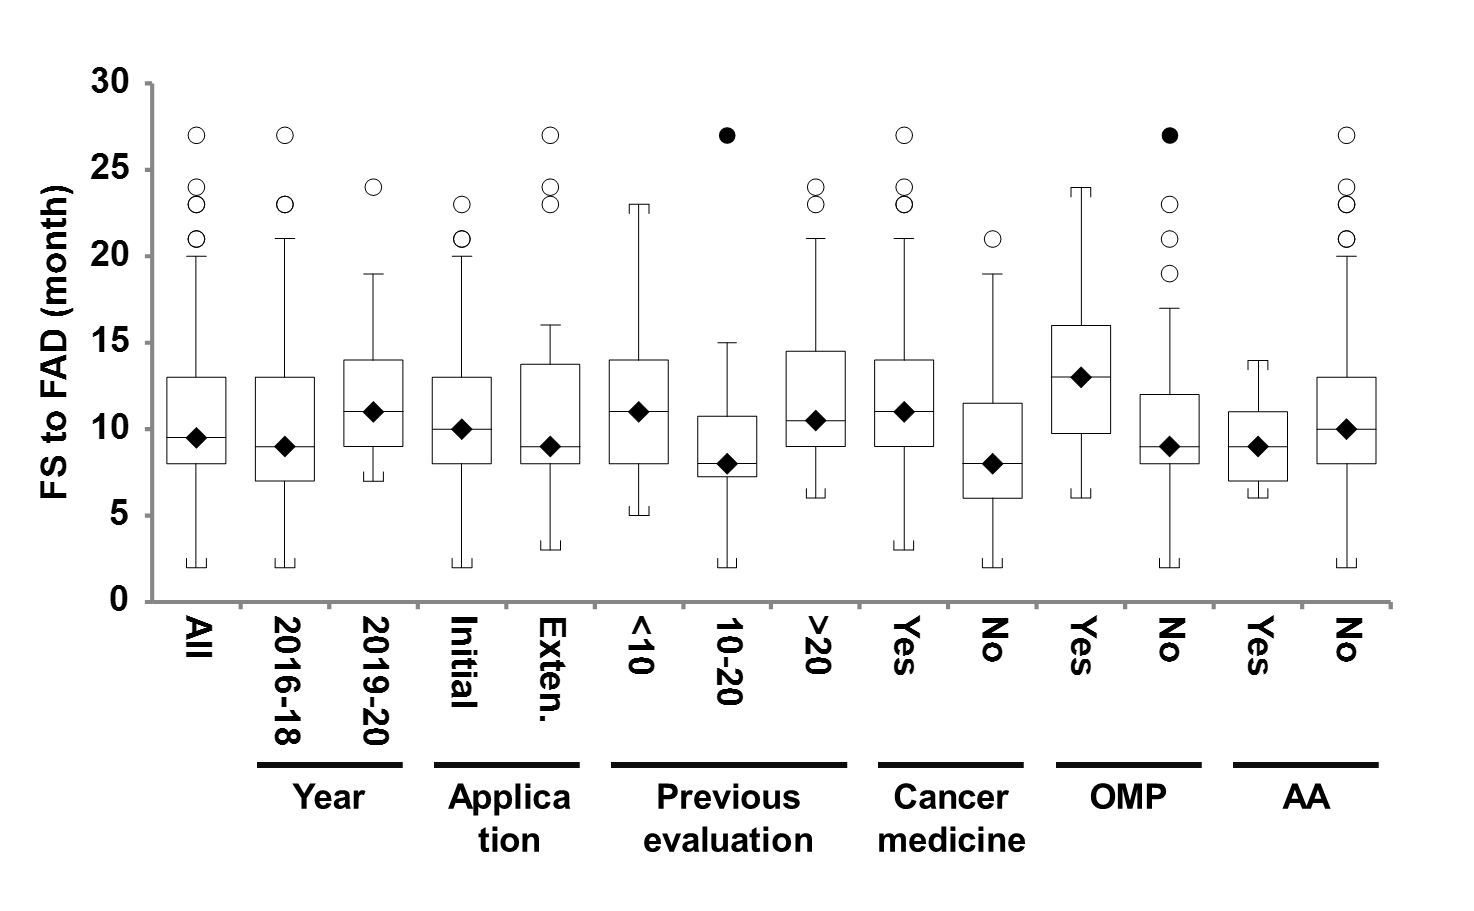 30
25
20
15
10
5
0
FS to FAD (month)
All
2016-18
2019-20
Initial
Exten.
<10
10-20
>20
Yes
No
Yes
No
Yes
No
Year
Applica
tion
Previous
evaluation
Cancer
medicine
OMP
AA